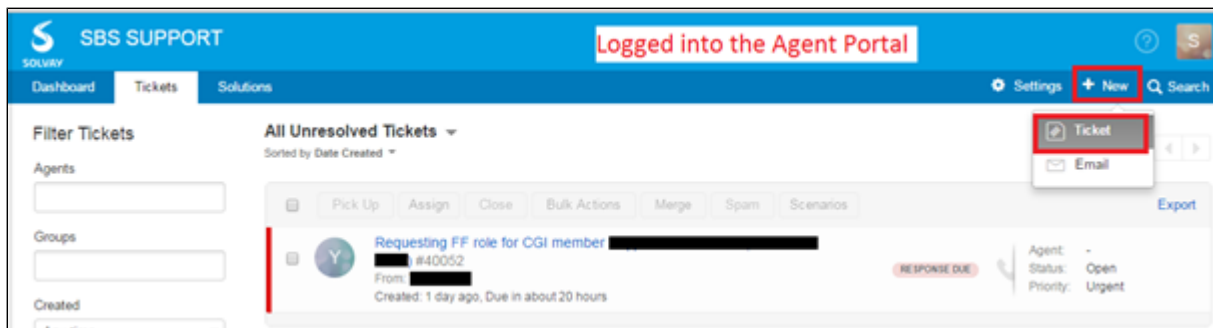 SBS SUPPORT
SOLVAY
Logged into the Agent Portal
S
Dashboard Tickets Solutions
Settings + New Search
Filter Tickets
All Unresolved Tickets
Sorted by Date Created
Ticket
Email
Agents
Pick Up Assign Close Bulk Actions Merge Spam Scenarios
Export
Groups
Y
Requesting FF role for CGI member
#40052
From:
Created: 1 day ago, Due in about 20 hours
RESPONSE DUE
Agent: -
Status: Open
Priority: Urgent
Created